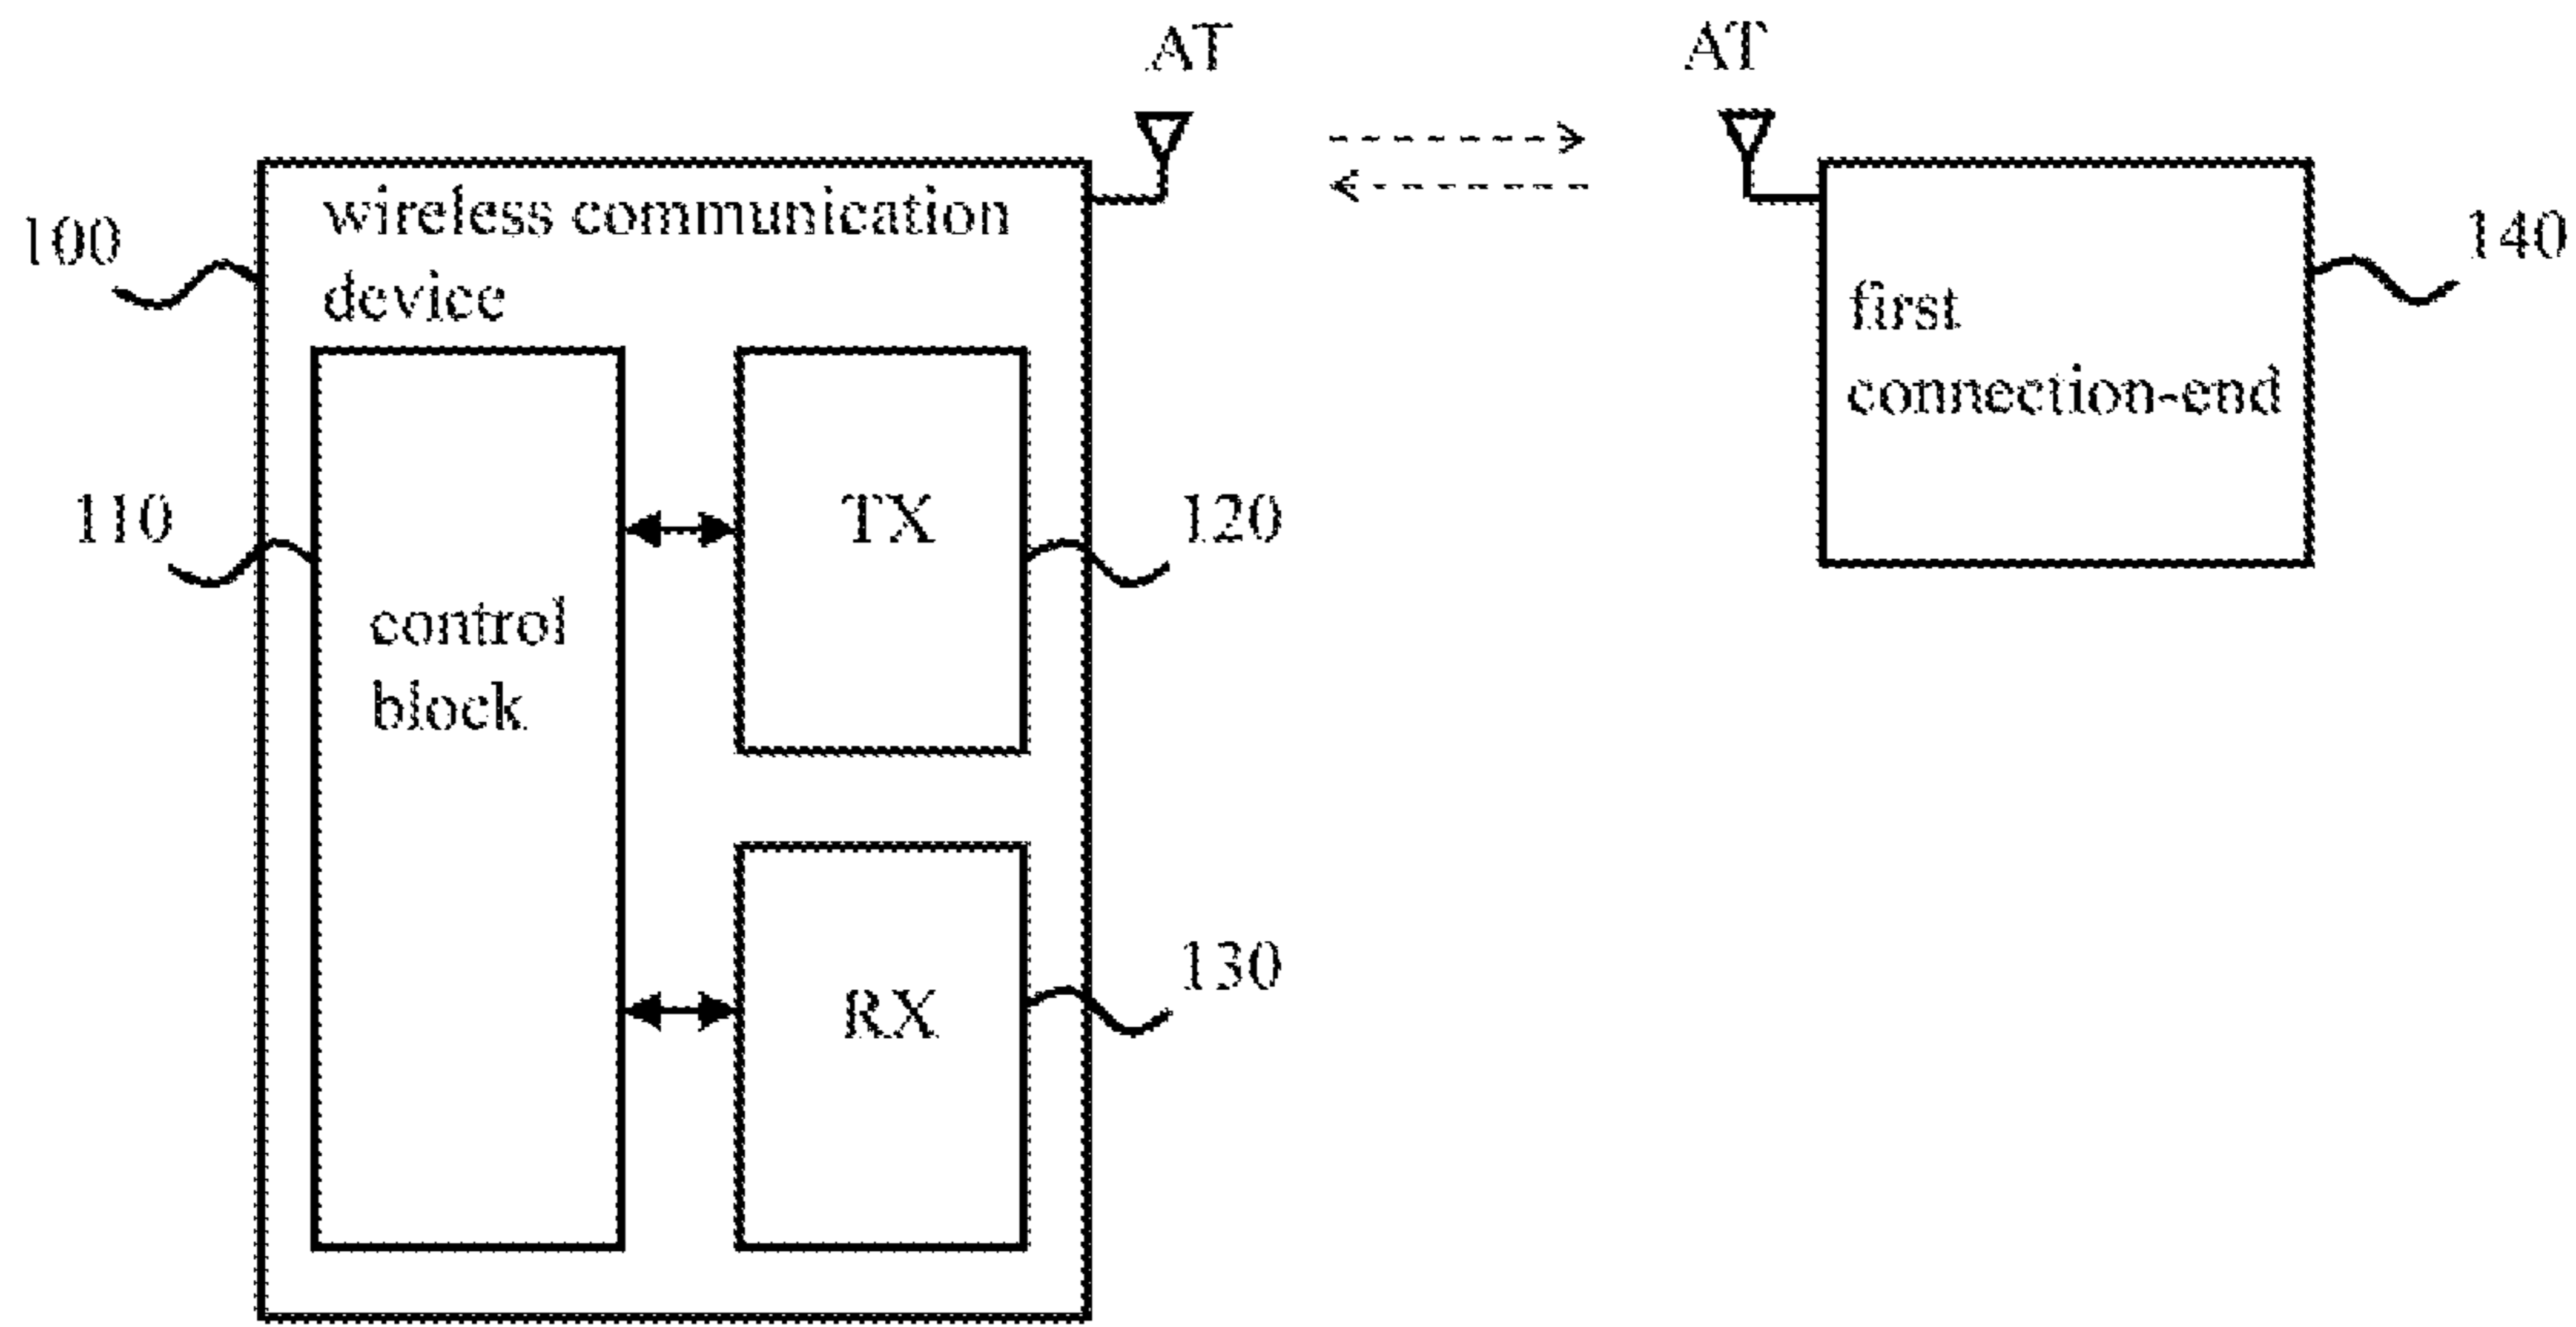 AT
AT
wireless communication
device
100
140
first
connection-end
110
TX
120
control
block
130
RX